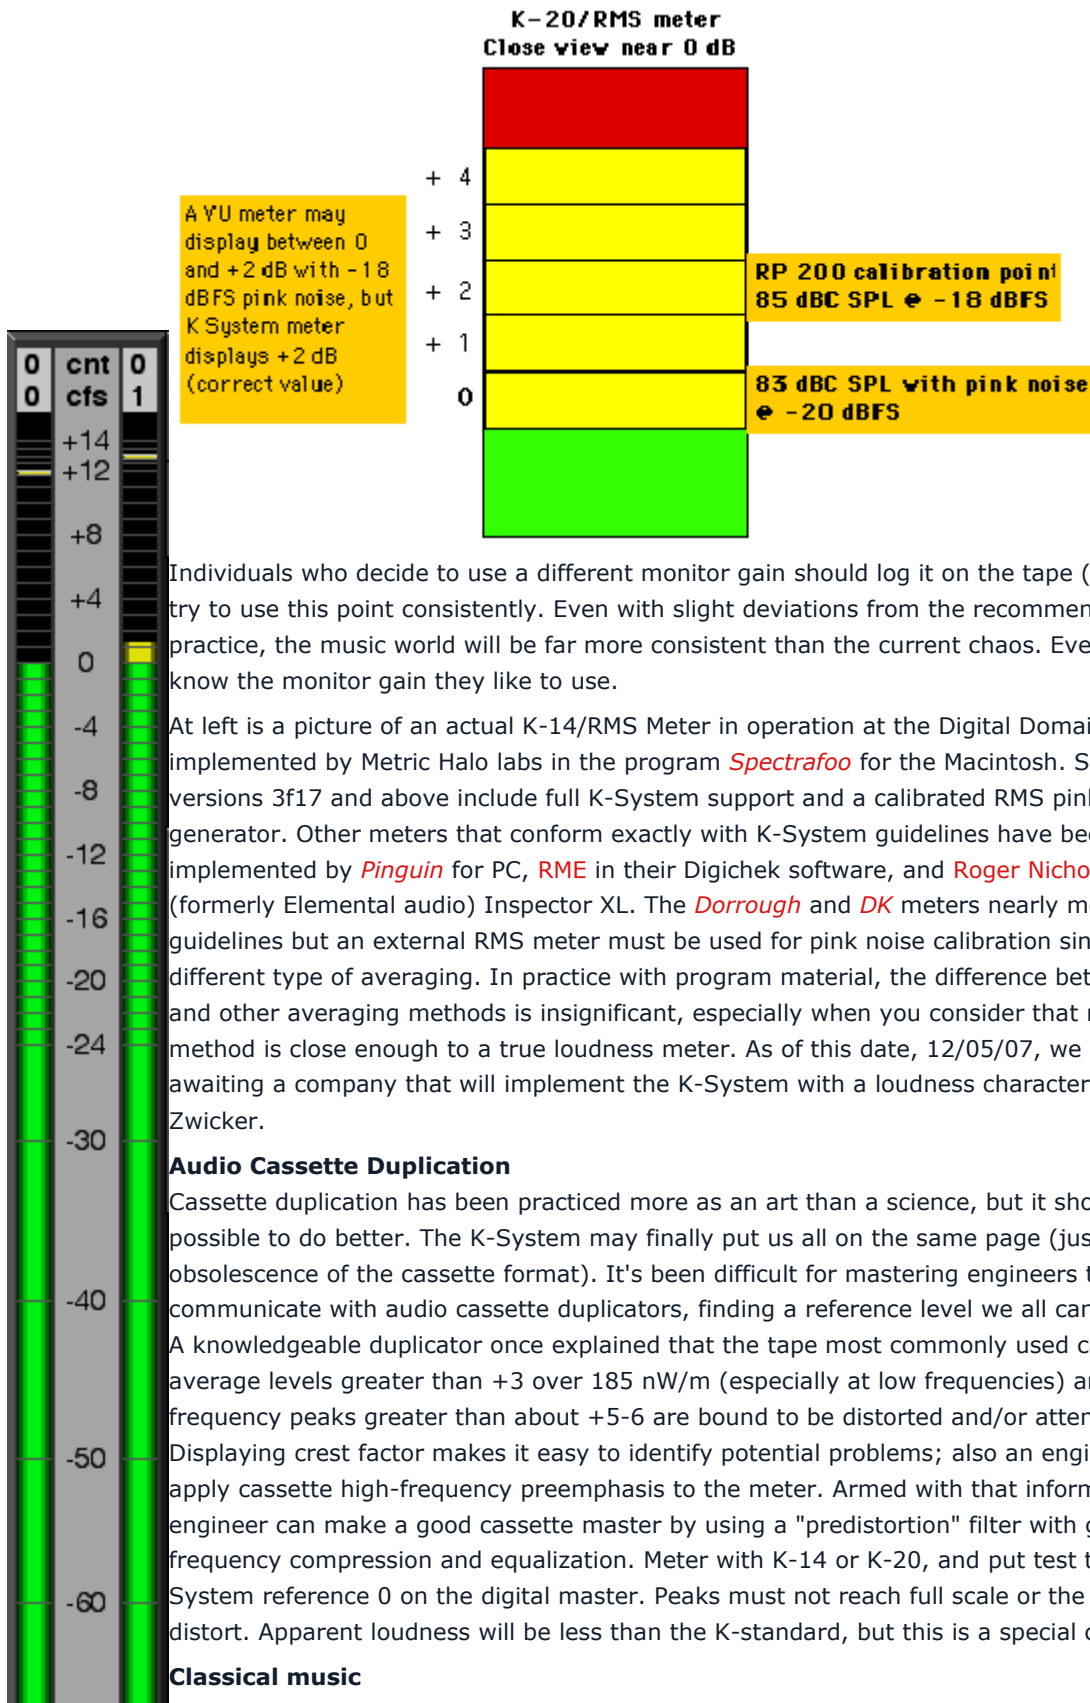 K-20/RMS meter
Close view near 0 dB
+ 4
+ 3
+ 2
+ 1
0
A VU meter may
display between 0
and +2 dB with -18
dBFS pink noise, but
K System meter
displays +2 dB
(correct value)
RP 200 calibration point
85 dBC SPL @ -18 dBFS
83 dBC SPL with pink noise
@ -20 dBFS
0 cnt 0
0 cfs 1
+14
+12
+8
+4
0
-4
-8
-12
-16
-20
-24
-30
-40
-50
-60
Individuals who decide to use a different monitor gain should log it on the tape (
try to use this point consistently. Even with slight deviations from the
practice, the music world will be far more consistent than the current chaos.
know the monitor gain they like to use.
At left is a picture of an actual K-14/RMS Meter in operation at the Digital
implemented by Metric Halo labs in the program Spectrafoo for the Macintosh.
versions 3f17 and above include full K-System support and a calibrated RMS
generator. Other meters that conform exactly with K-System guidelines have
implemented by Pinguin for PC, RME in their Digichek software, and Roger
(formerly Elemental audio) Inspector XL. The Dorrough and DK meters nearly
guidelines but an external RMS meter must be used for pink noise calibration
different type of averaging. In practice with program material, the difference
and other averaging methods is insignificant, especially when you consider that
method is close enough to a true loudness meter. As of this date, 12/05/07, we
awaiting a company that will implement the K-System with a loudness
Zwicker.
Audio Cassette Duplication
Cassette duplication has been practiced more as an art than a science, but it
possible to do better. The K-System may finally put us all on the same page
obsolescence of the cassette format). It's been difficult for mastering engineers
communicate with audio cassette duplicators, finding a reference level we all
A knowledgeable duplicator once explained that the tape most commonly used
average levels greater than +3 over 185 nW/m (especially at low frequencies)
frequency peaks greater than about +5-6 are bound to be distorted and/or
Displaying crest factor makes it easy to identify potential problems; also an
apply cassette high-frequency preemphasis to the meter. Armed with that
engineer can make a good cassette master by using a "predistortion" filter with
frequency compression and equalization. Meter with K-14 or K-20, and put test
System reference 0 on the digital master. Peaks must not reach full scale or the
distort. Apparent loudness will be less than the K-standard, but this is a special
Classical music